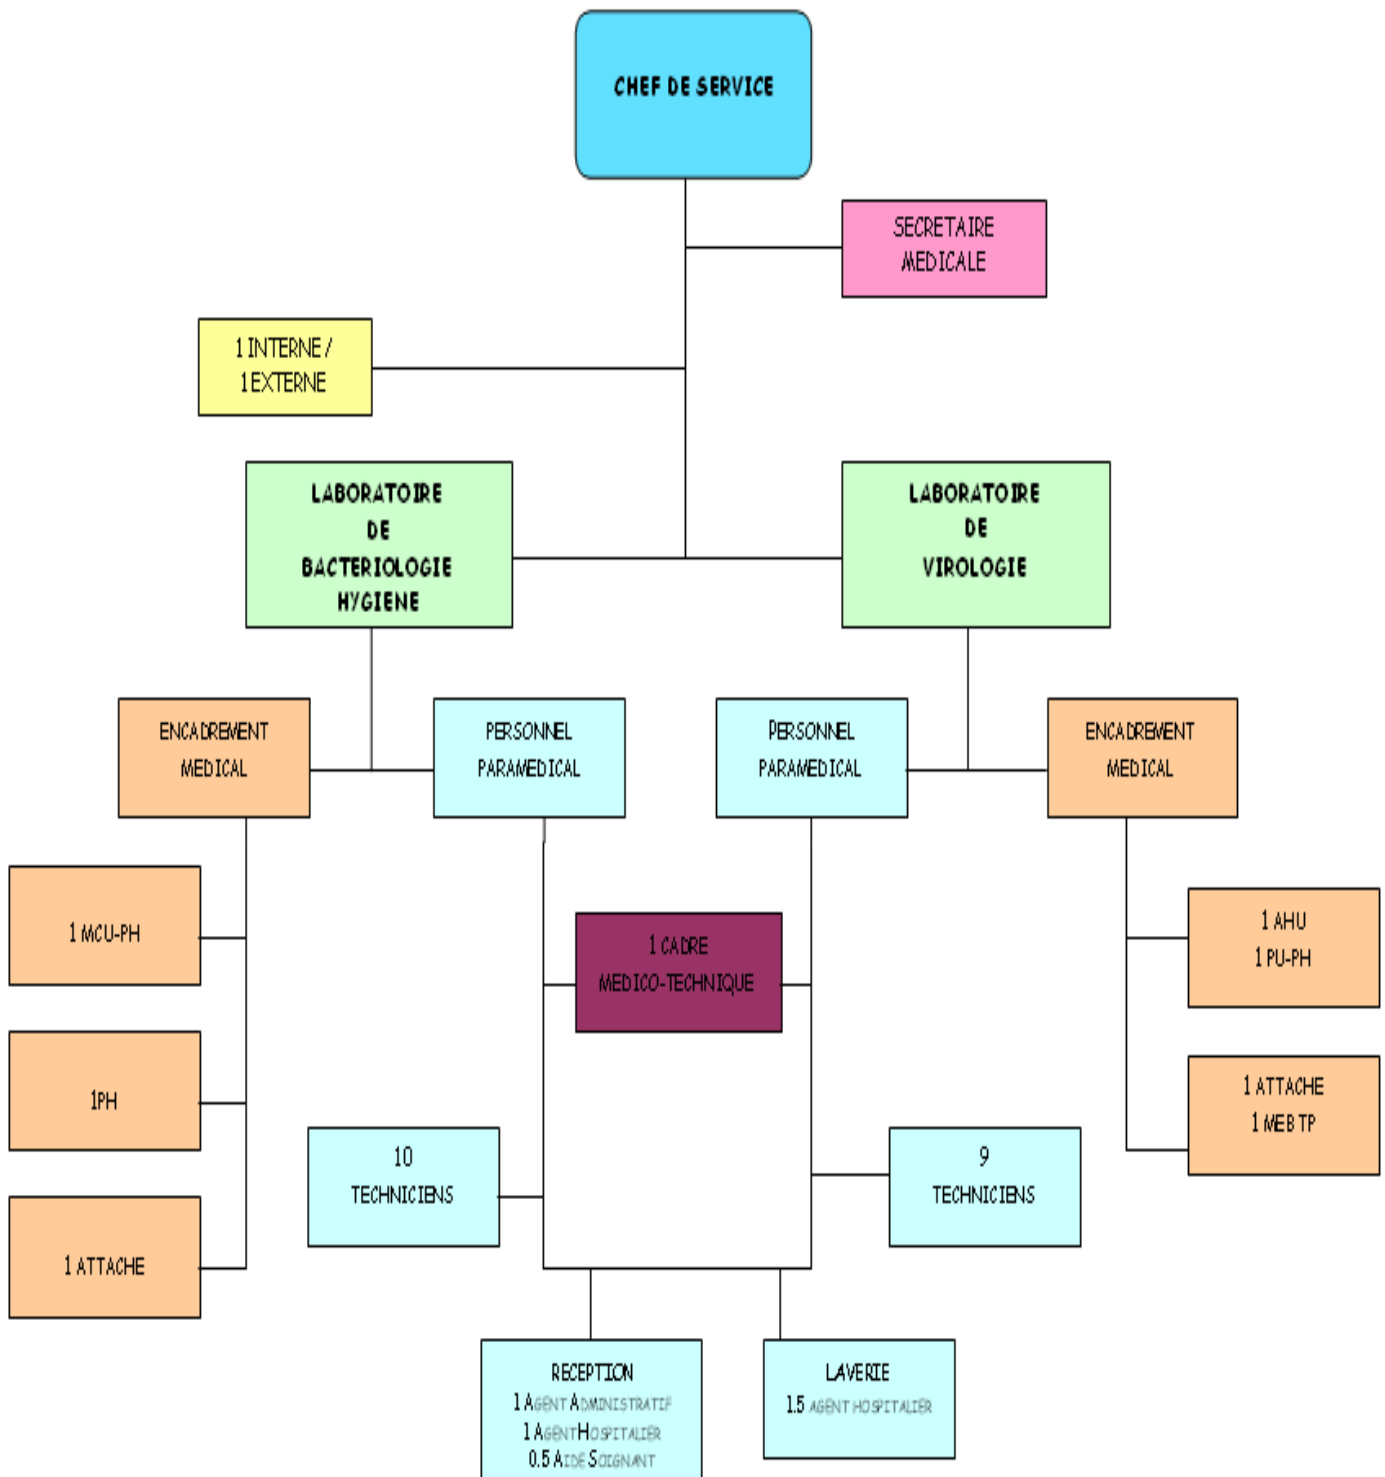 CHEF DE SERVICE
SECRETAIRE
MEDICALE
1 INTERNE /
1 EXTERNE
LABORATOIRE
DE
BACTERIOLOGIE
HYGIENE
LABORATOIRE
DE
VIROLOGIE
ENCADREMENT
MEDICAL
PERSONNEL
PARAMEDICAL
PERSONNEL
PARAMEDICAL
ENCADREMENT
MEDICAL
1 MCU-PH
1 CADRE
MEDICO-TECHNIQUE
1 AHU
1 PU-PH
1PH
1 ATTACHE
1 MEB TP
10
TECHNICIENS
9
TECHNICIENS
1 ATTACHE
RECEPTION
1 AGENT ADMINISTRATIF
1 AGENT HOSPITALIER
0.5 AIDE SOIGNANT
LAVERIE
1.5 AGENT HOSPITALIER